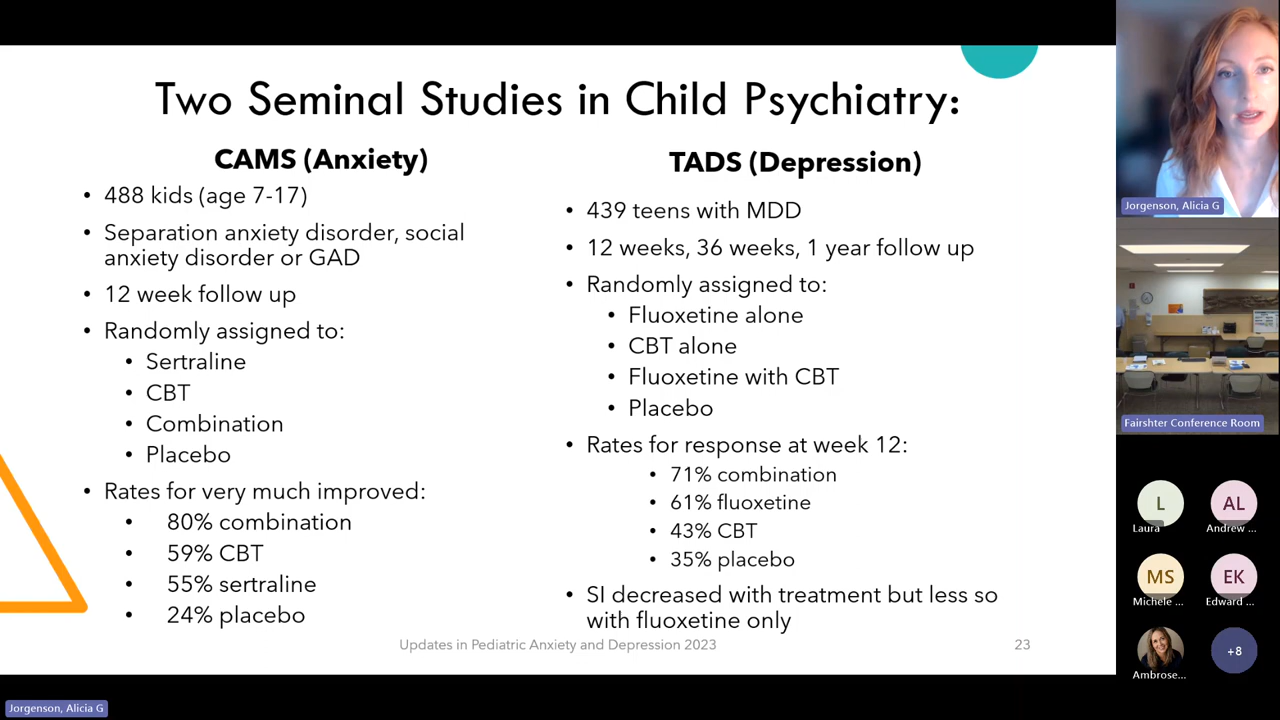 Two Seminal Studies in Child Psychiatry:
CAMS (Anxiety)
• 488 kids (age 7-17)
• Separation anxiety disorder, social
anxiety disorder or GAD
• 12 week follow up
• Randomly assigned to:
• Sertraline
• CBT
• Combination
• Placebo
• Rates for very much improved:
• 80% combination
• 59% CBT
• 55% sertraline
• 24% placebo
TADS (Depression)
• 439 teens with MDD
• 12 weeks, 36 weeks, 1 year follow up
• Randomly assigned to:
• Fluoxetine alone
• CBT alone
• Fluoxetine with CBT
• Placebo
• Rates for response at week 12:
• 71% combination
• 61% fluoxetine
• 43% CBT
• 35% placebo
• SI decreased with treatment but less so
with fluoxetine only
Updates in Pediatric Anxiety and Depression 2023
23
Jorgenson, Alicia G
Fairshter Conference Room
L
Laura
AL
Andrew ...
MS
Michele ...
EK
Edward ...
Ambrose...
+8
Jorgenson, Alicia G